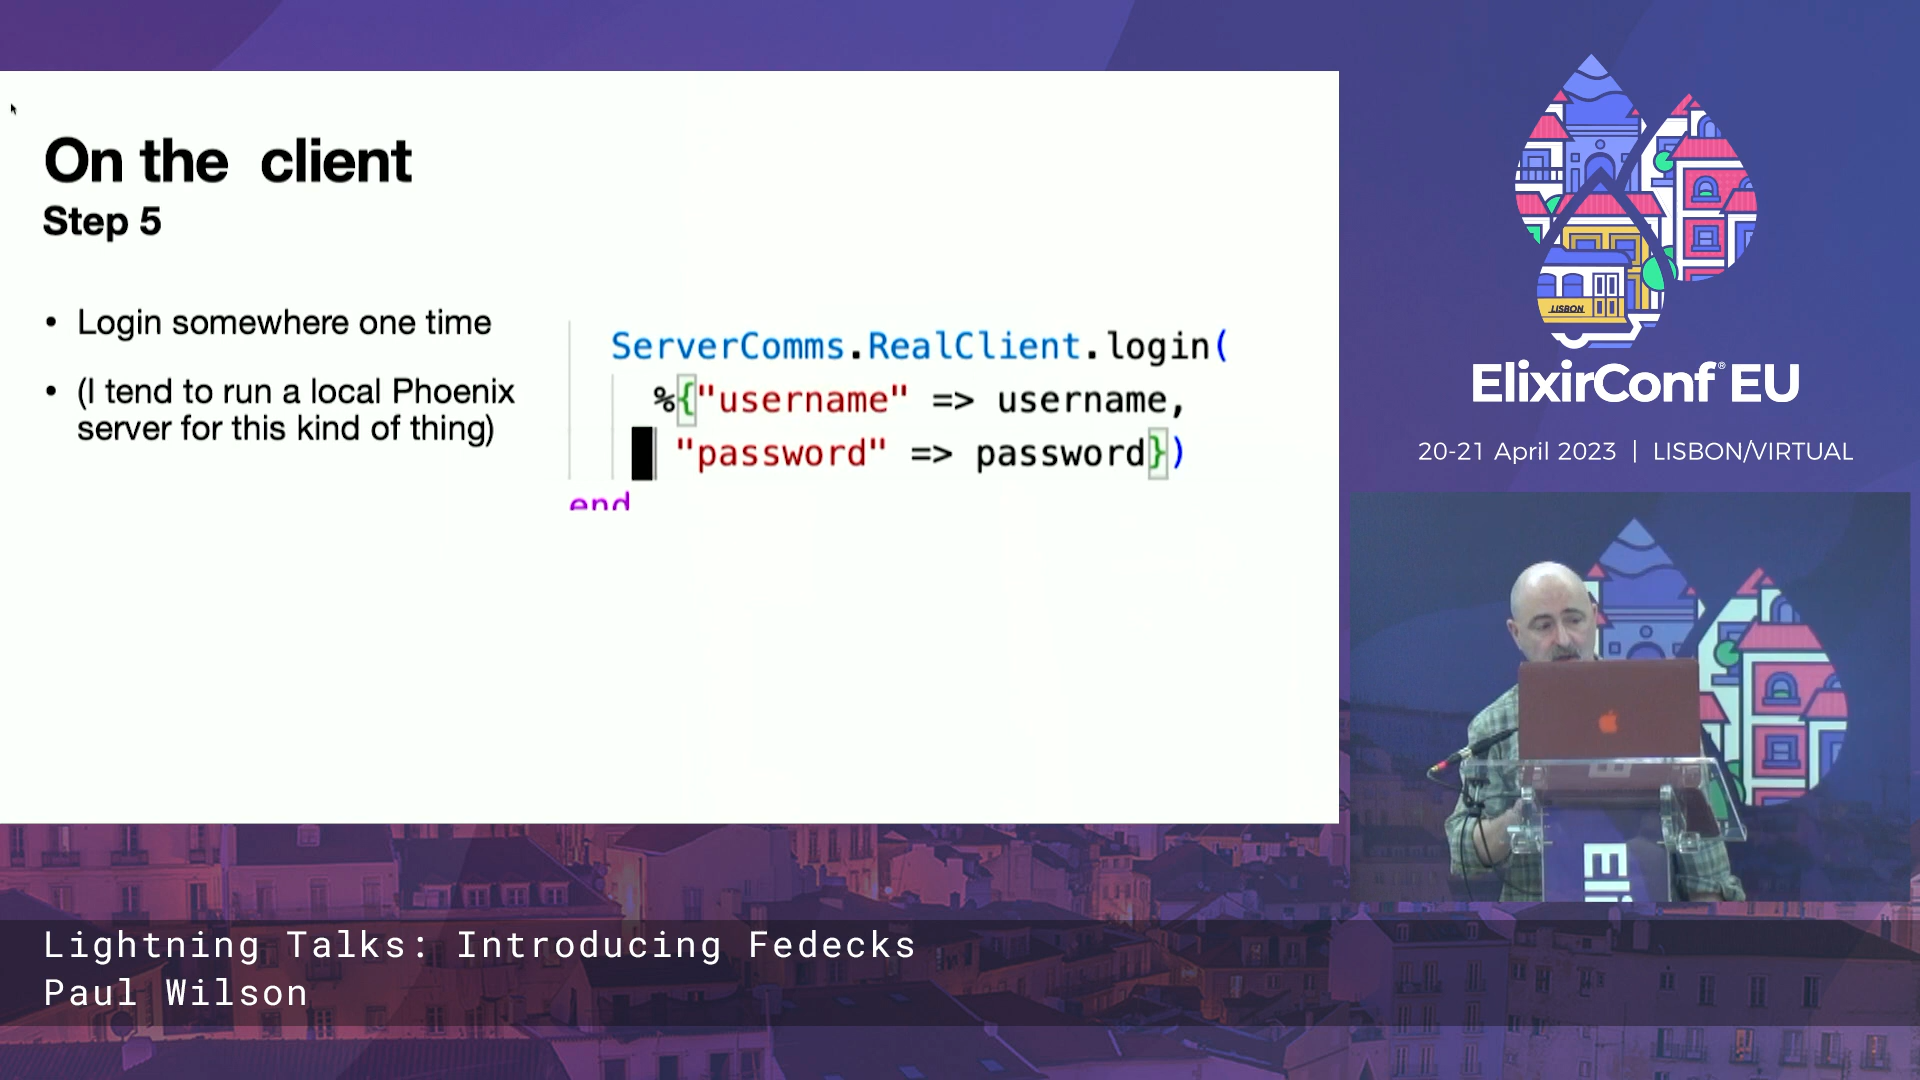 On the client
Step 5
• Login somewhere one time
• (I tend to run a local Phoenix
server for this kind of thing)
ServerComms.RealClient.login(
%{"username" => username,
"password" => password})
end
LISBON
ElixirConf® EU
20-21 April 2023 | LISBON/VIRTUAL
Eli
Lightning Talks: Introducing Fedecks
Paul Wilson